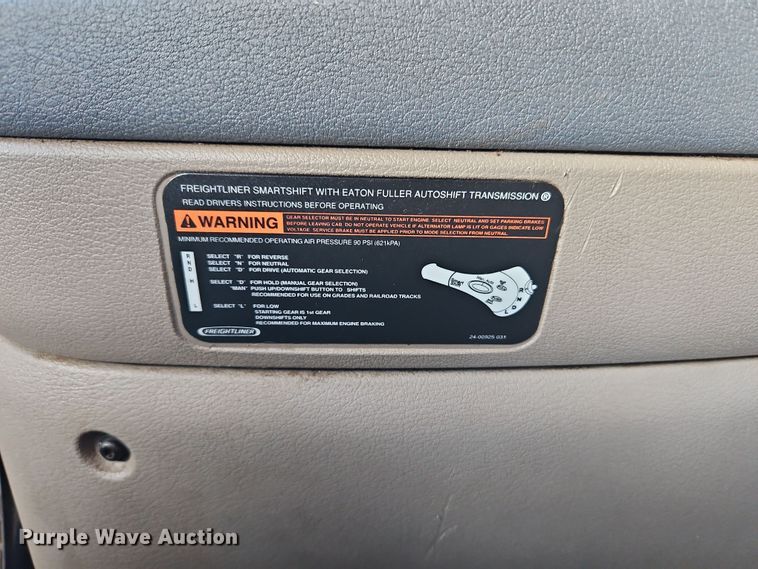 FREIGHTLINER SMARTSHIFT WITH EATON FULLER AUTOSHIFT TRANSMISSION ®
READ DRIVERS INSTRUCTIONS BEFORE OPERATING
WARNING
GEAR SELECTOR MUST BE IN NEUTRAL TO START ENGINE. SELECT NEUTRAL AND SET PARKING BRAKES
BEFORE LEAVING CAB. DO NOT OPERATE VEHICLE IF ALTERNATOR LAMP IS LIT OR GAGES INDICATE LOW
VOLTAGE. SERVICE BRAKE MUST BE APPLIED PRIOR TO MODE SELECTION FROM NEUTRAL.
MINIMUM RECOMMENDED OPERATING AIR PRESSURE 90 PSI (621kPA)
R SELECT "R" FOR REVERSE
N SELECT "N" FOR NEUTRAL
D SELECT "D" FOR DRIVE (AUTOMATIC GEAR SELECTION)
H SELECT "D" FOR HOLD (MANUAL GEAR SELECTION)
"MAN" PUSH UP/DOWNSHIFT BUTTON TO SHIFTS
RECOMMENDED FOR USE ON GRADES AND RAILROAD TRACKS
L SELECT "L" FOR LOW
STARTING GEAR IS 1st GEAR
DOWNSHIFTS ONLY
RECOMMENDED FOR MAXIMUM ENGINE BRAKING
R N D L
FREIGHTLINER
24-00925 031
Purple Wave Auction